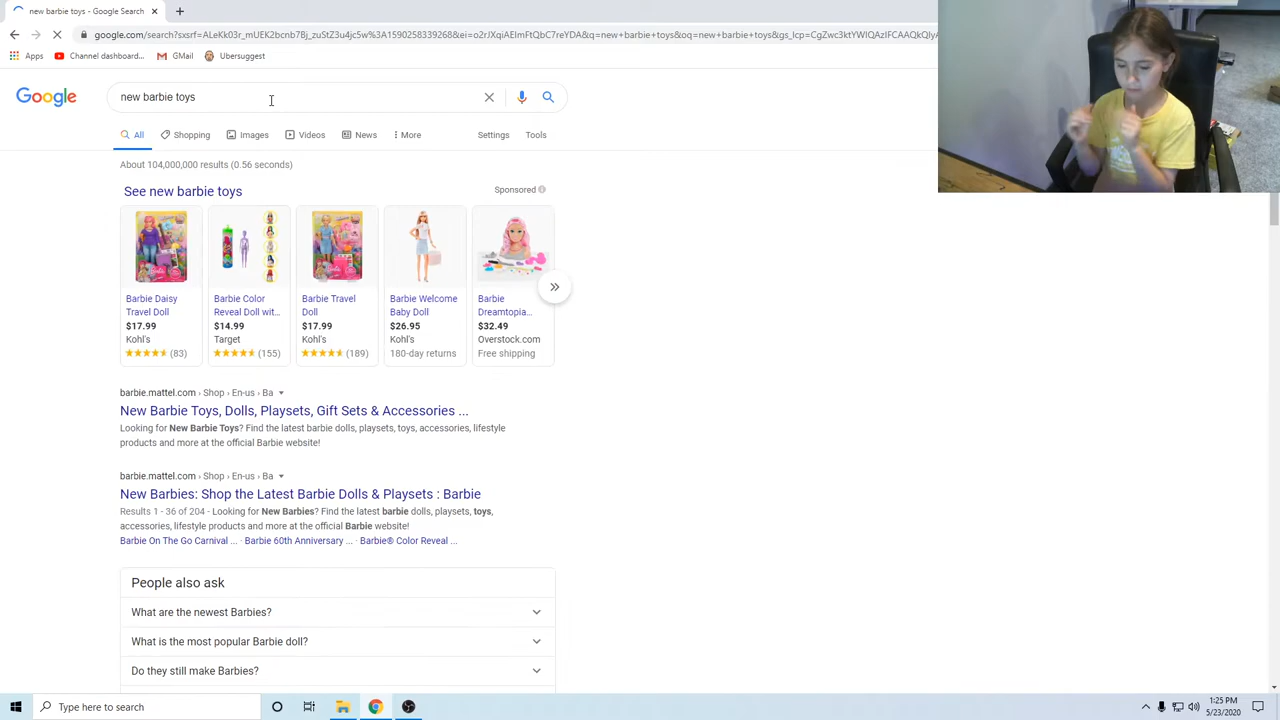 new barbie toys - Google Search
google.com/search?sxsrf=ALeKk03r_mUEK2bcnb7Bj_zuStZ3u4jc5w%3A1590258339268&ei=o2rJXqiAEImFtQbC7reYDA&q=new+barbie+toys&oq=new+barbie+toys&gs_lcp=
Apps
Channel dashboard...
GMail
Ubersuggest
Google
new barbie toys
All
Shopping
Images
Videos
News
More
Settings
Tools
About 104,000,000 results (0.56 seconds)
See new barbie toys
Sponsored
Barbie Daisy
Travel Doll
$17.99
Kohl's
(83)
Barbie Color
Reveal Doll wit...
$14.99
Target
(155)
Barbie Travel
Doll
$17.99
Kohl's
(189)
Barbie Welcome
Baby Doll
$26.95
Kohl's
180-day returns
Barbie
Dreamtopia...
$32.49
Overstock.com
Free shipping
barbie.mattel.com › Shop › En-us › Ba
New Barbie Toys, Dolls, Playsets, Gift Sets & Accessories ...
Looking for New Barbie Toys? Find the latest barbie dolls, playsets, toys, accessories, lifestyle
products and more at the official Barbie website!
barbie.mattel.com › Shop › En-us › Ba
New Barbies: Shop the Latest Barbie Dolls & Playsets : Barbie
Results 1 - 36 of 204 - Looking for New Barbies? Find the latest barbie dolls, playsets, toys,
accessories, lifestyle products and more at the official Barbie website!
Barbie On The Go Carnival ... · Barbie 60th Anniversary ... · Barbie® Color Reveal ...
People also ask
What are the newest Barbies?
What is the most popular Barbie doll?
Do they still make Barbies?
Type here to search
1:25 PM
5/23/2020